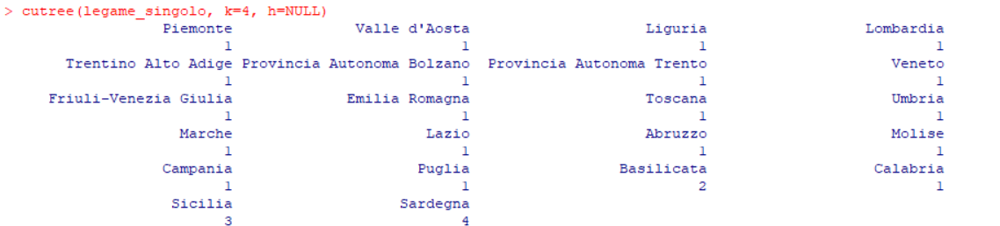 > cutree(legame_singolo, k=4, h=NULL)
Piemonte Valle d'Aosta Liguria Lombardia
1 1 1 1
Trentino Alto Adige Provincia Autonoma Bolzano Provincia Autonoma Trento Veneto
1 1 1 1
Friuli-Venezia Giulia Emilia Romagna Toscana Umbria
1 1 1 1
Marche Lazio Abruzzo Molise
1 1 1 1
Campania Puglia Basilicata Calabria
1 1 2 1
Sicilia Sardegna
3 4